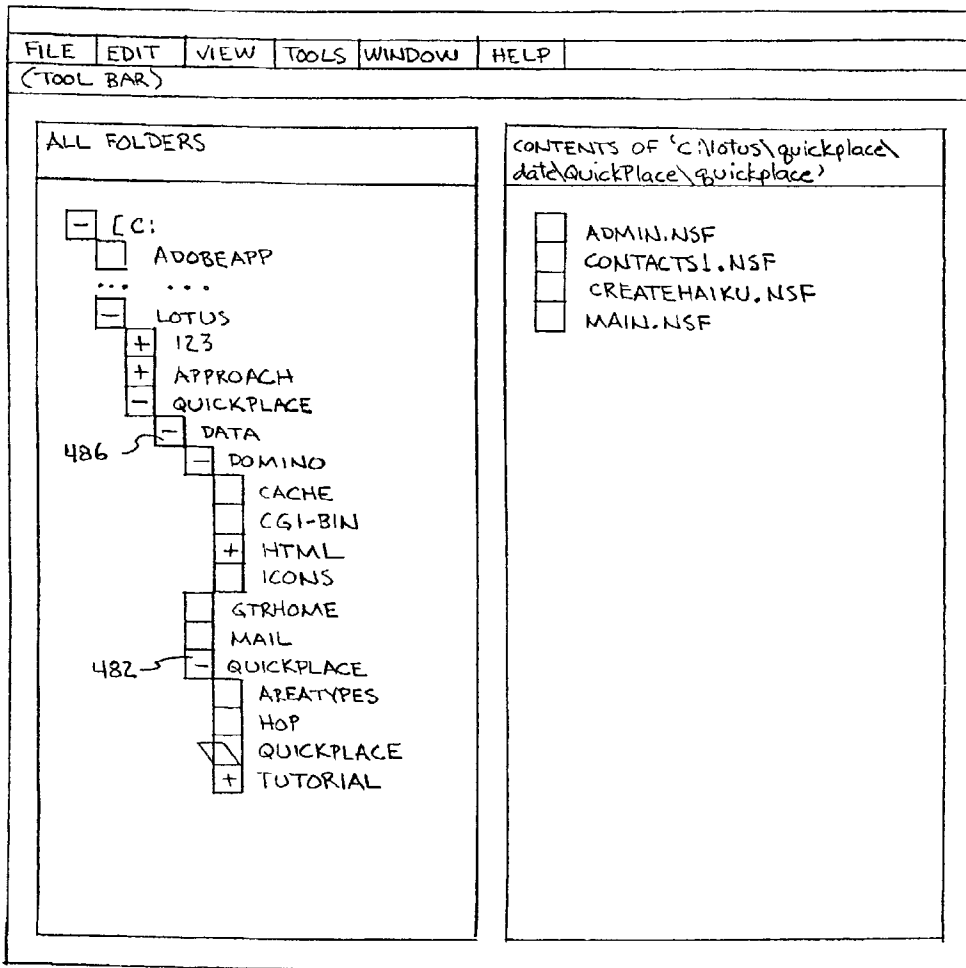 FILE EDIT VIEW TOOLS WINDOW HELP
(TOOL BAR)
ALL FOLDERS
[C:
ADOBEAPP
... ...
LOTUS
+ 123
+ APPROACH
- QUICKPLACE
- DATA
486
- DOMINO
CACHE
CGI-BIN
+ HTML
ICONS
GTRHOME
MAIL
482
- QUICKPLACE
AREATYPES
HOP
QUICKPLACE
+ TUTORIAL
CONTENTS OF 'C:\lotus\quickplace\
date\QuickPlace\quickplace'
ADMIN.NSF
CONTACTS1.NSF
CREATEHAIKU.NSF
MAIN.NSF